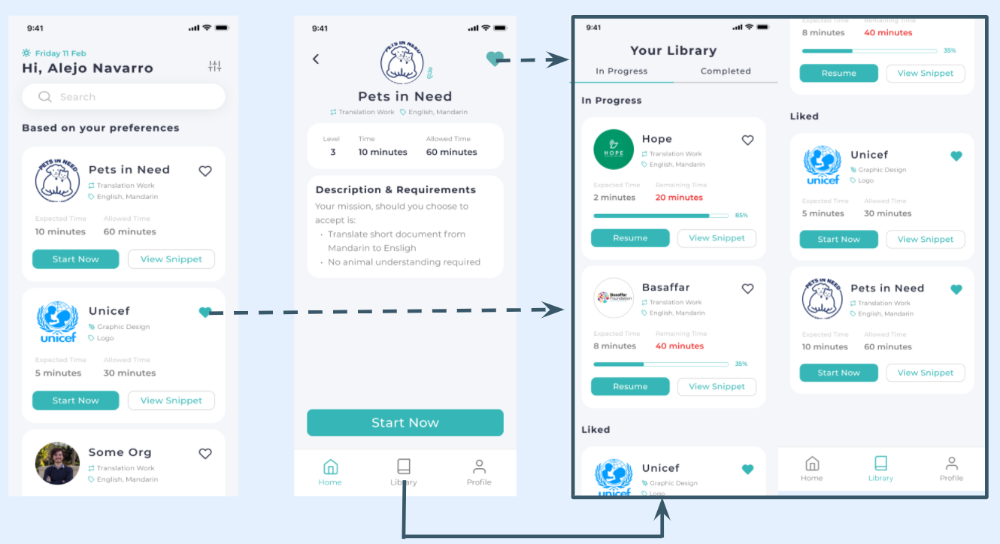 9:41
Friday 11 Feb
Hi, Alejo Navarro
Search
Based on your preferences
PETS IN NEED
Pets in Need
Translation Work
English, Mandarin
Expected Time Allowed Time
10 minutes 60 minutes
Start Now View Snippet
unicef
Unicef
Graphic Design
Logo
Expected Time Allowed Time
5 minutes 30 minutes
Start Now View Snippet
Some Org
Translation Work
English, Mandarin
9:41
PETS IN NEED
i
Pets in Need
Translation Work English, Mandarin
Level Time Allowed Time
3 10 minutes 60 minutes
Description & Requirements
Your mission, should you choose to
accept is:
• Translate short document from
Mandarin to Ensligh
• No animal understanding required
Start Now
Home Library Profile
9:41
Your Library
In Progress Completed
In Progress
HOPE
Hope
Translation Work
English, Mandarin
Expected Time Remaining Time
2 minutes 20 minutes
85%
Resume View Snippet
Basaffar
Foundation
Basaffar
Translation Work
English, Mandarin
Expected Time Remaining Time
8 minutes 40 minutes
35%
Resume View Snippet
Liked
unicef
Unicef
Graphic Design
Logo
Expected Time Remaining Time
8 minutes 40 minutes
35%
Resume View Snippet
Liked
unicef
Unicef
Graphic Design
Logo
Expected Time Allowed Time
5 minutes 30 minutes
Start Now View Snippet
PETS IN NEED
Pets in Need
Translation Work
English, Mandarin
Expected Time Allowed Time
10 minutes 60 minutes
Start Now View Snippet
Home Library Profile